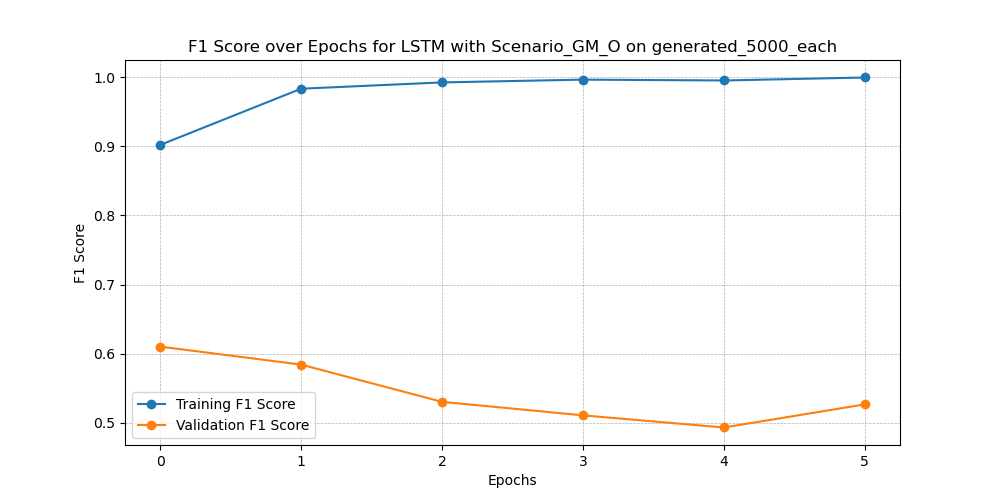 F1 Score over Epochs for LSTM with Scenario_GM_O on generated_5000_each
1.0
0.9
0.8
0.7
0.6
0.5
F1 Score
Training F1 Score
Validation F1 Score
0 1 2 3 4 5
Epochs